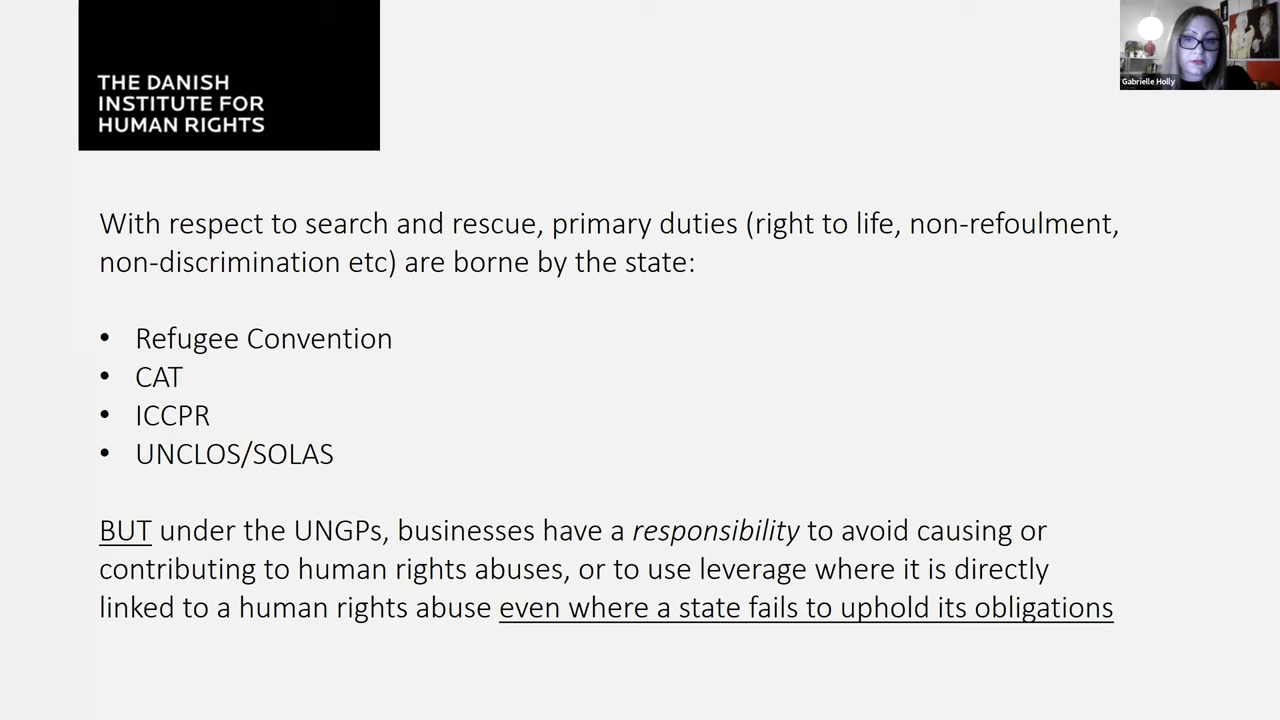 THE DANISH
INSTITUTE FOR
HUMAN RIGHTS
Gabrielle Holly
With respect to search and rescue, primary duties (right to life, non-refoulment,
non-discrimination etc) are borne by the state:
• Refugee Convention
• CAT
• ICCPR
• UNCLOS/SOLAS
BUT under the UNGPs, businesses have a responsibility to avoid causing or
contributing to human rights abuses, or to use leverage where it is directly
linked to a human rights abuse even where a state fails to uphold its obligations